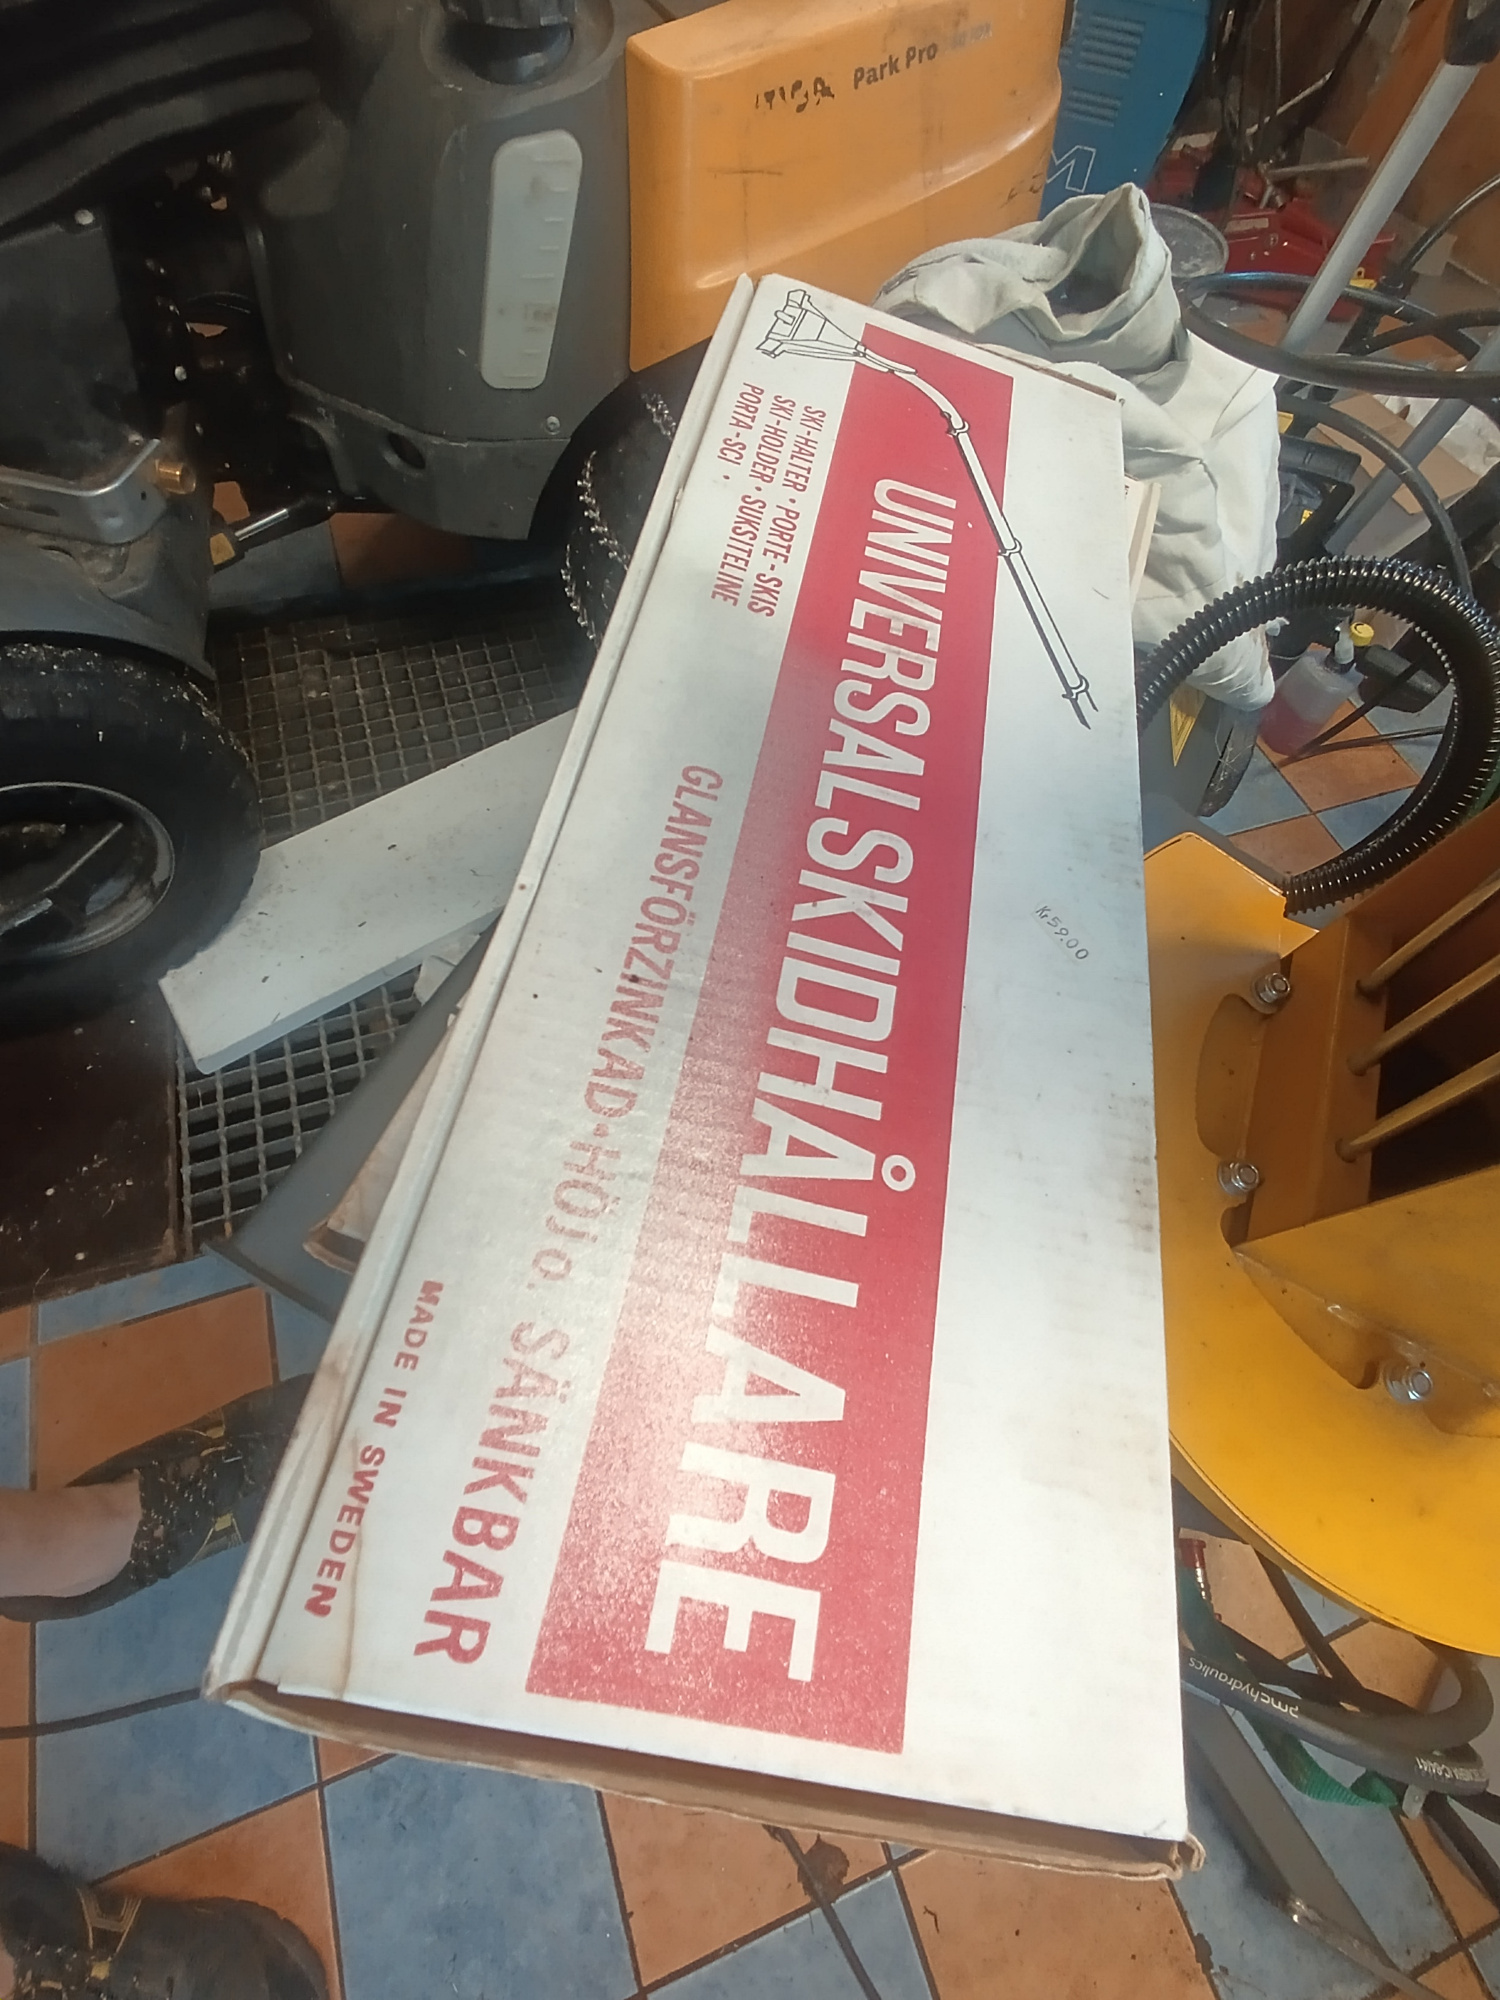 Park Pro
SKI-HALTER · PORTE-SKIS
SKI-HOLDER · SUKSITELINE
PORTA-SCI ·
UNIVERSALSKIDHÅLLARE
GLANSFÖRZINKAD·HÖJ o. SÄNKBAR
MADE IN SWEDEN
Kr 59.00
pmchydraulics